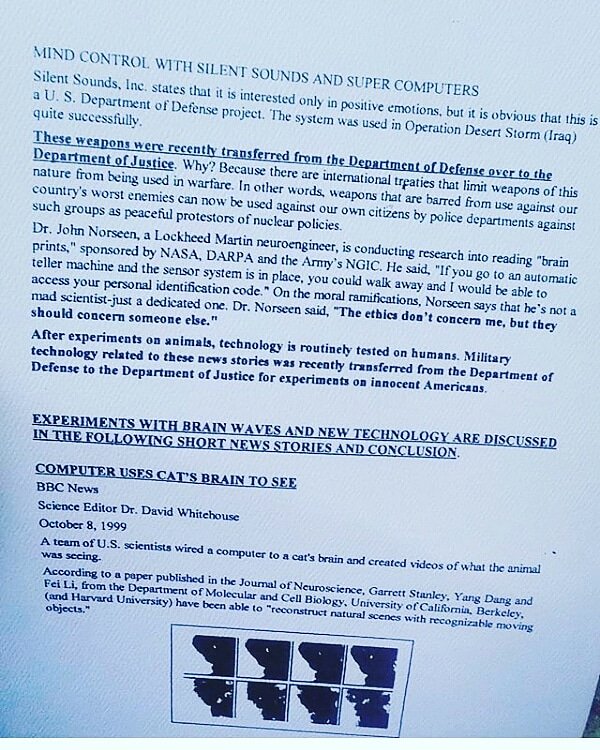 MIND CONTROL WITH SILENT SOUNDS AND SUPER COMPUTERS
Silent Sounds, Inc. states that it is interested only in positive emotions, but it is obvious that this is
a U. S. Department of Defense project. The system was used in Operation Desert Storm (Iraq)
quite successfully.
These weapons were recently transferred from the Department of Defense over to the
Department of Justice. Why? Because there are international treaties that limit weapons of this
nature from being used in warfare. In other words, weapons that are barred from use against our
country's worst enemies can now be used against our own citizens by police departments against
such groups as peaceful protestors of nuclear policies.
Dr. John Norseen, a Lockheed Martin neuroengineer, is conducting research into reading "brain
prints," sponsored by NASA, DARPA and the Army's NGIC. He said, "If you go to an automatic
teller machine and the sensor system is in place, you could walk away and I would be able to
access your personal identification code." On the moral ramifications, Norseen says that he's not a
mad scientist-just a dedicated one. Dr. Norseen said, "The ethics don't concern me, but they
should concern someone else."
After experiments on animals, technology is routinely tested on humans. Military
technology related to these news stories was recently transferred from the Department of
Defense to the Department of Justice for experiments on innocent Americans.
EXPERIMENTS WITH BRAIN WAVES AND NEW TECHNOLOGY ARE DISCUSSED
IN THE FOLLOWING SHORT NEWS STORIES AND CONCLUSION.
COMPUTER USES CAT'S BRAIN TO SEE
BBC News
Science Editor Dr. David Whitehouse
October 8, 1999
A team of U.S. scientists wired a computer to a cat's brain and created videos of what the animal
was seeing.
According to a paper published in the Journal of Neuroscience, Garrett Stanley, Yang Dang and
Fei Li, from the Department of Molecular and Cell Biology, University of California, Berkeley,
(and Harvard University) have been able to "reconstruct natural scenes with recognizable moving
objects."